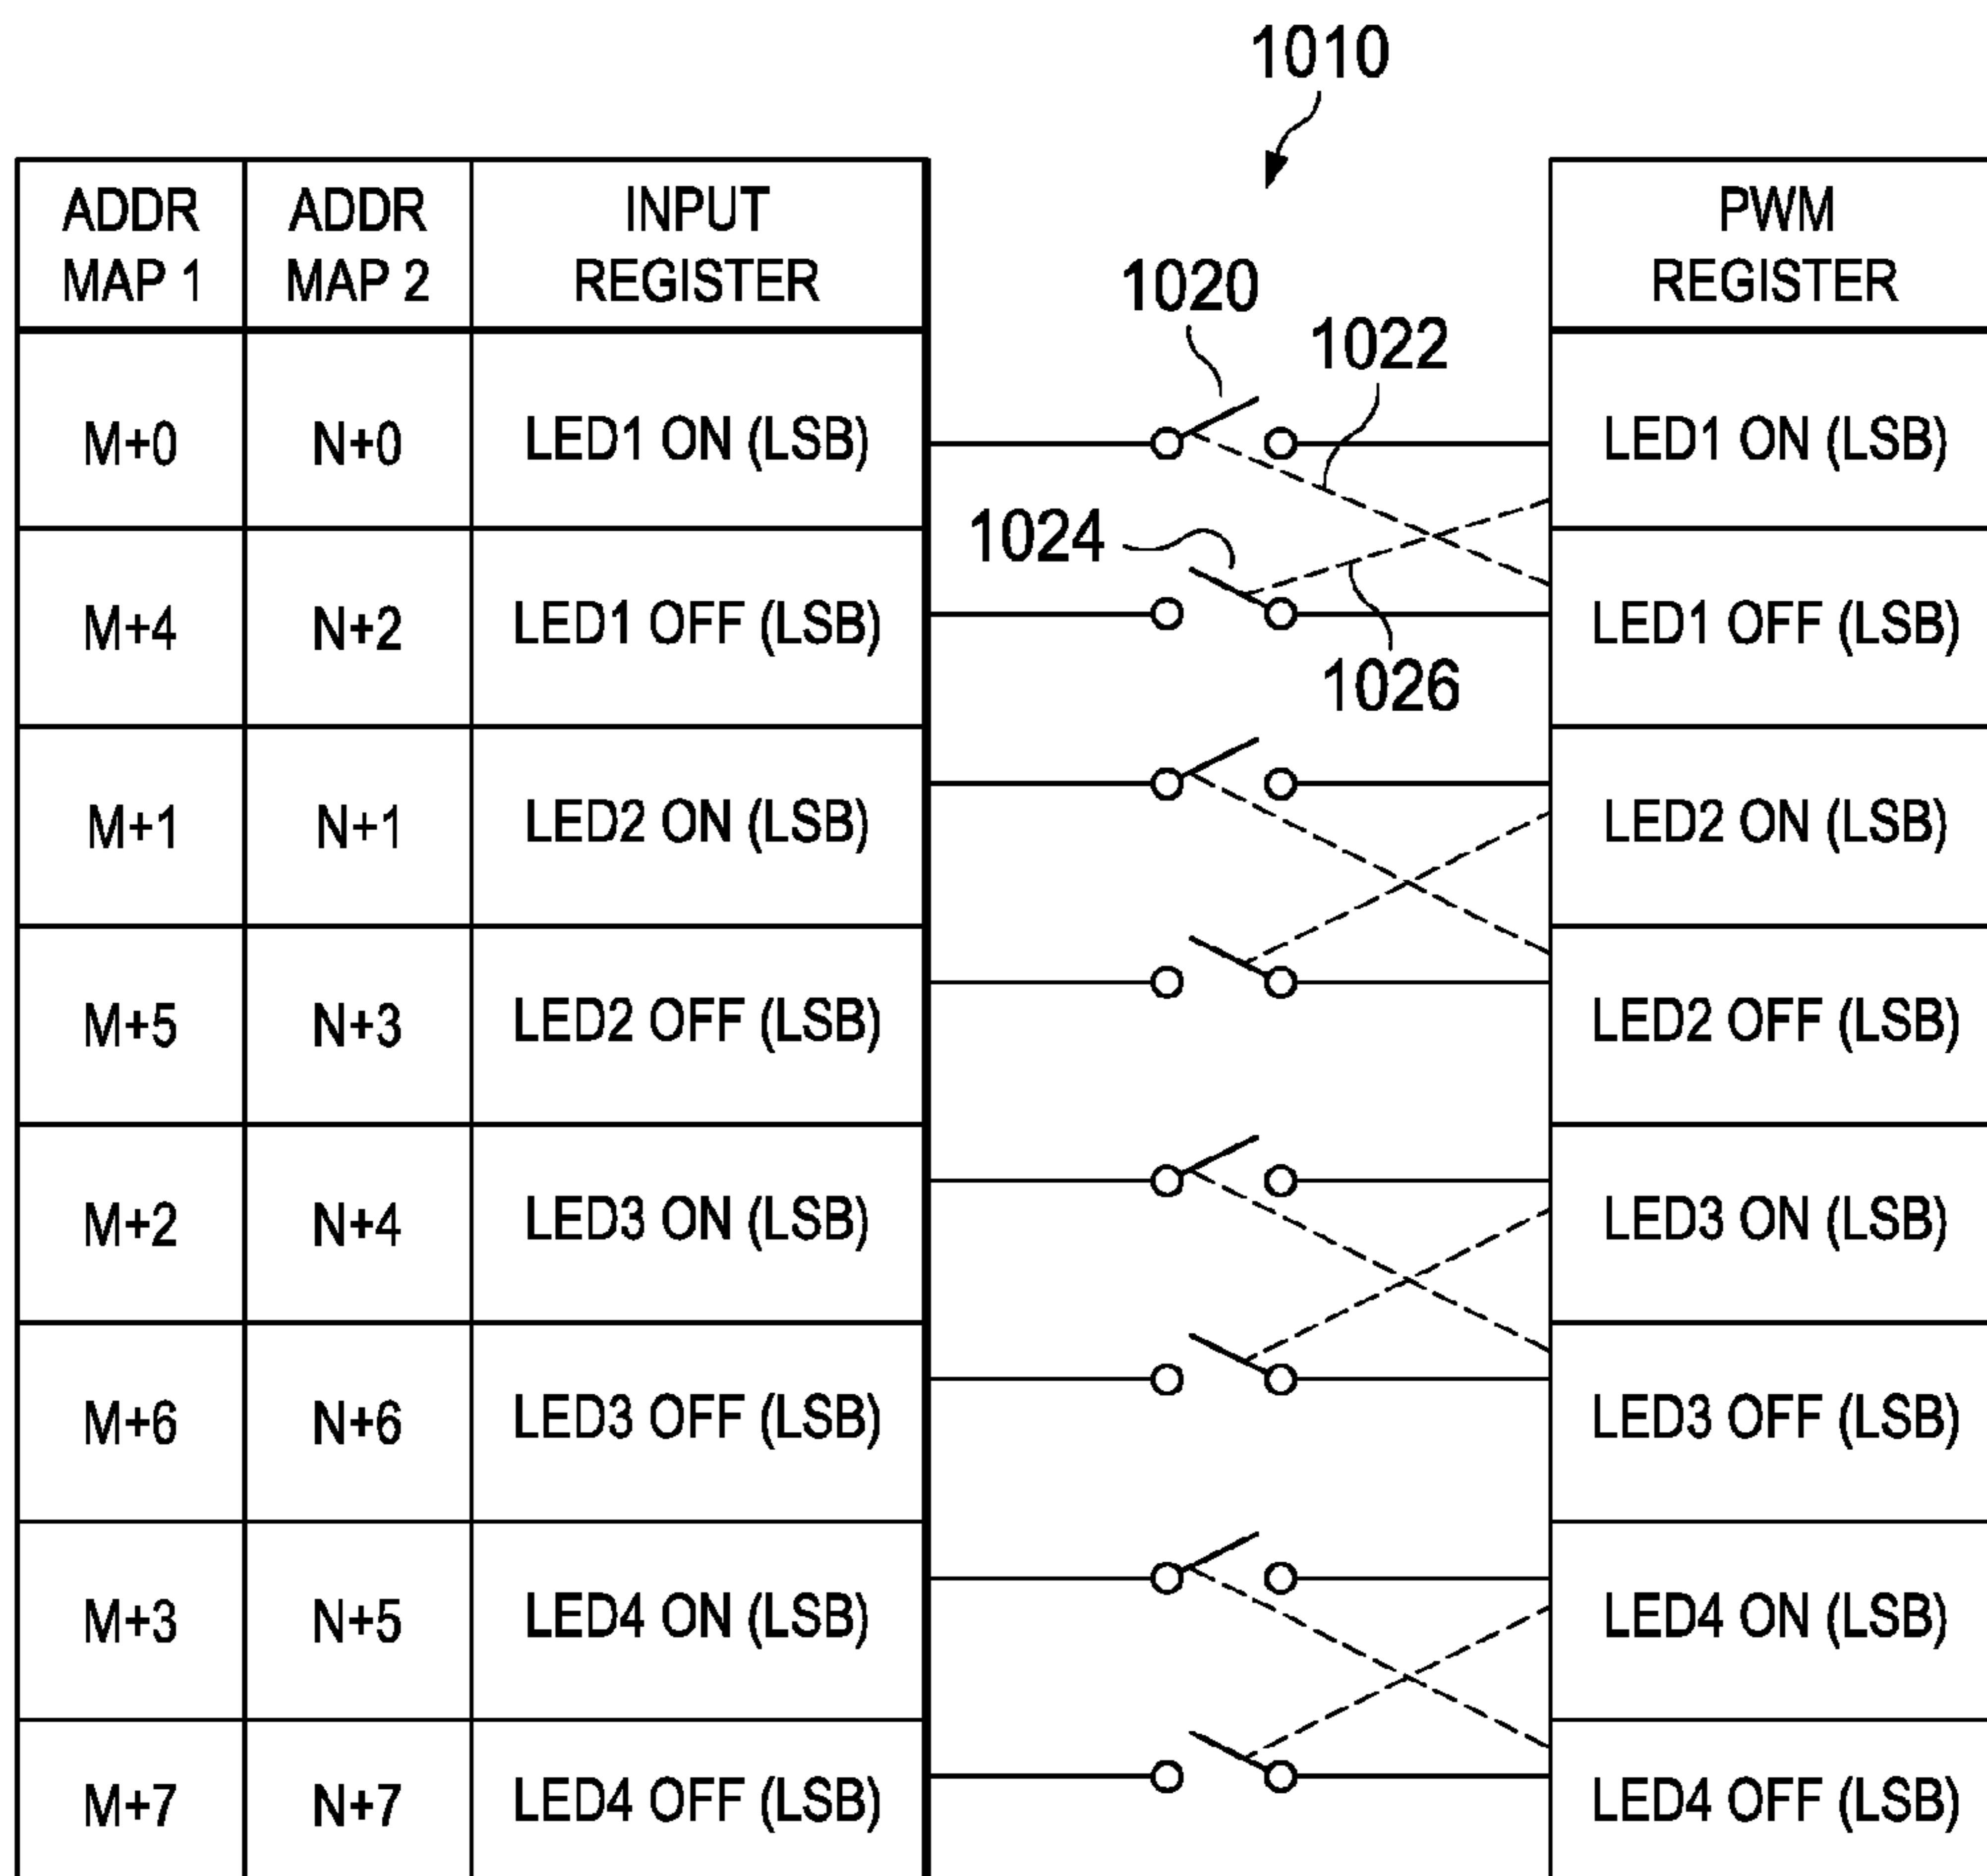 1010
ADDR MAP 1
ADDR MAP 2
INPUT REGISTER
PWM REGISTER
1020
1022
M+0 N+0 LED1 ON (LSB) LED1 ON (LSB)
1024
M+4 N+2 LED1 OFF (LSB) LED1 OFF (LSB)
1026
M+1 N+1 LED2 ON (LSB) LED2 ON (LSB)
M+5 N+3 LED2 OFF (LSB) LED2 OFF (LSB)
M+2 N+4 LED3 ON (LSB) LED3 ON (LSB)
M+6 N+6 LED3 OFF (LSB) LED3 OFF (LSB)
M+3 N+5 LED4 ON (LSB) LED4 ON (LSB)
M+7 N+7 LED4 OFF (LSB) LED4 OFF (LSB)